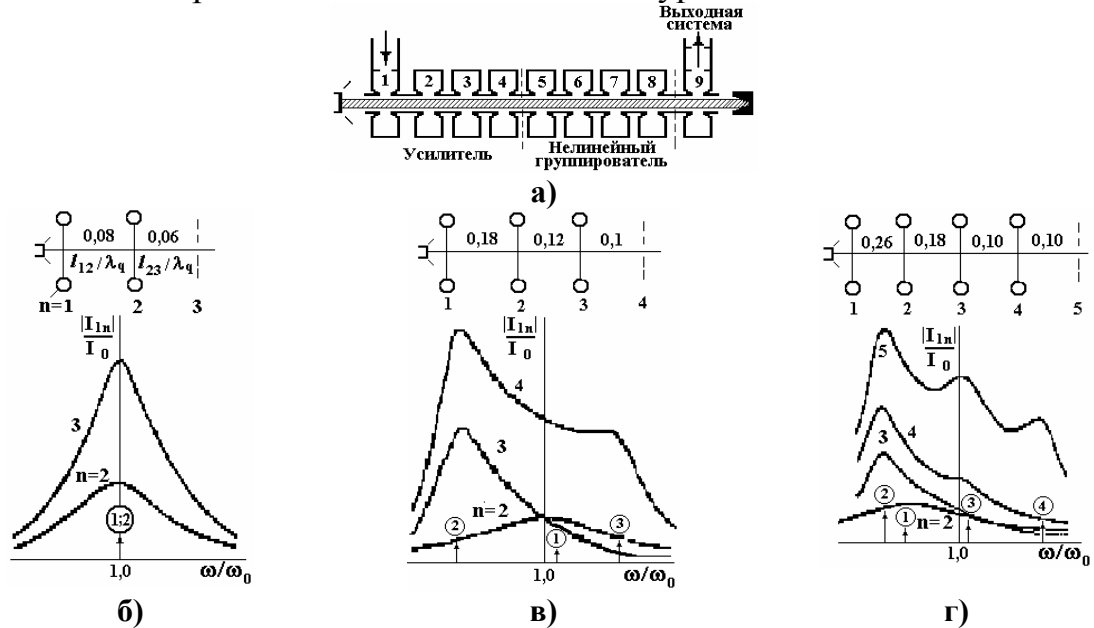 Выходная
система
1 2 3 4 5 6 7 8 9
Усилитель
Нелинейный
группирователь
а)
0,08 0,06
l12/λq l23/λq
n=1 2 3
|I1n|
I0
3
n=2
1;2
1,0 ω/ω0
б)
0,18 0,12 0,1
1 2 3 4
|I1n|
I0
4
3
n=2
2 1 3
1,0 ω/ω0
в)
0,26 0,18 0,10 0,10
1 2 3 4 5
|I1n|
I0
5
4
3
2 1 n=2 3 4
1,0 ω/ω0
г)